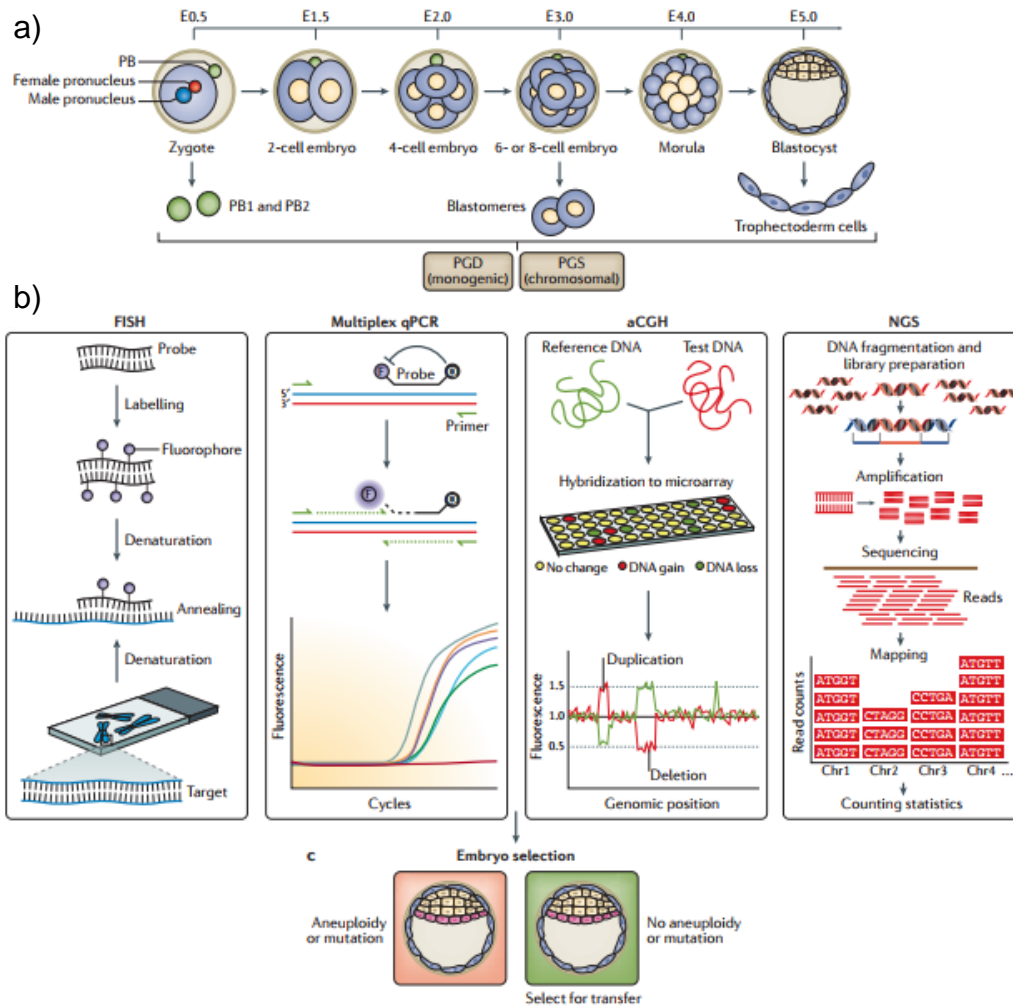 a)
E0.5 E1.5 E2.0 E3.0 E4.0 E5.0
PB
Female pronucleus
Male pronucleus
Zygote 2-cell embryo 4-cell embryo 6- or 8-cell embryo Morula Blastocyst
PB1 and PB2
Blastomeres
Trophectoderm cells
PGD
(monogenic)
PGS
(chromosomal)
b)
FISH
Probe
Labelling
Fluorophore
Denaturation
Annealing
Denaturation
Target
Multiplex qPCR
F Probe Q
5′
3′
Primer
F Q
Fluorescence
Cycles
aCGH
Reference DNA Test DNA
Hybridization to microarray
No change DNA gain DNA loss
Duplication
1.5
1.0
0.5
Fluorescence
Deletion
Genomic position
NGS
DNA fragmentation and
library preparation
Amplification
Sequencing
Reads
Mapping
ATGTT
ATGGT ATGTT
ATGGT CCTGA ATGTT
ATGGT CTAGG CCTGA ATGTT
ATGGT CTAGG CCTGA ATGTT
ATGGT CTAGG CCTGA ATGTT
Read counts
Chr1 Chr2 Chr3 Chr4 ...
Counting statistics
c Embryo selection
Aneuploidy
or mutation
No aneuploidy
or mutation
Select for transfer